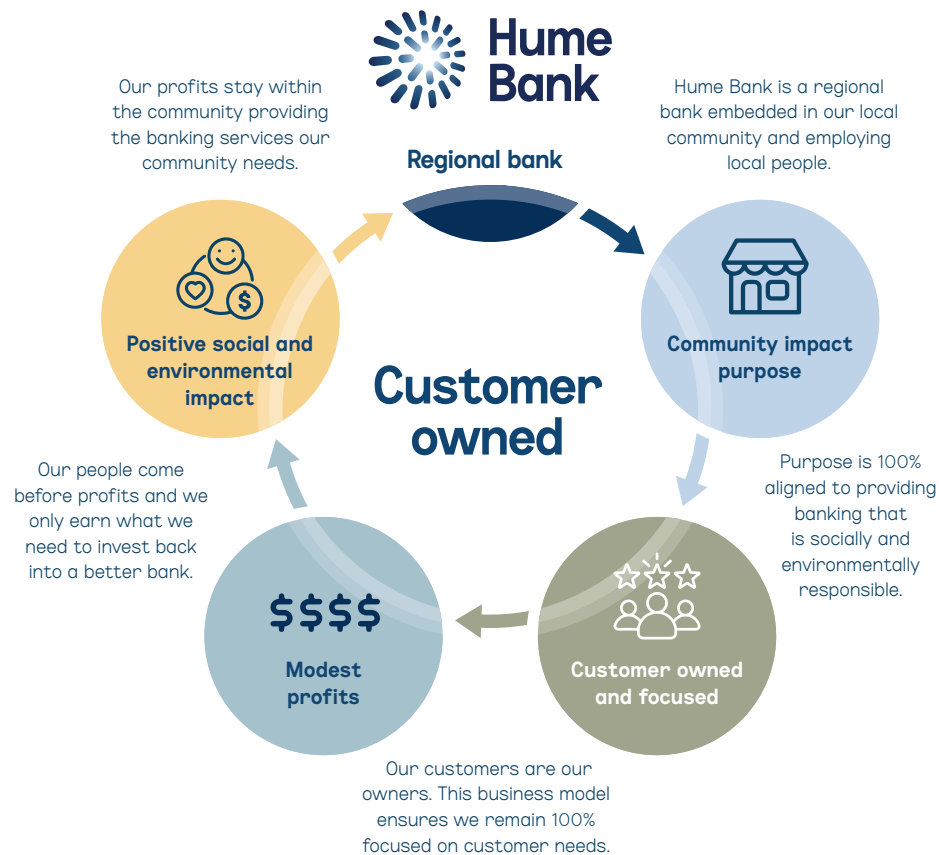 Hume
Bank
Our profits stay within
the community providing
the banking services our
community needs.
Hume Bank is a regional
bank embedded in our local
community and employing
local people.
Regional bank
Positive social and
environmental
impact
$
Community impact
purpose
Customer
owned
Our people come
before profits and we
only earn what we
need to invest back
into a better bank.
Purpose is 100%
aligned to providing
banking that
is socially and
environmentally
responsible.
$$$$
Modest
profits
Customer owned
and focused
Our customers are our
owners. This business model
ensures we remain 100%
focused on customer needs.